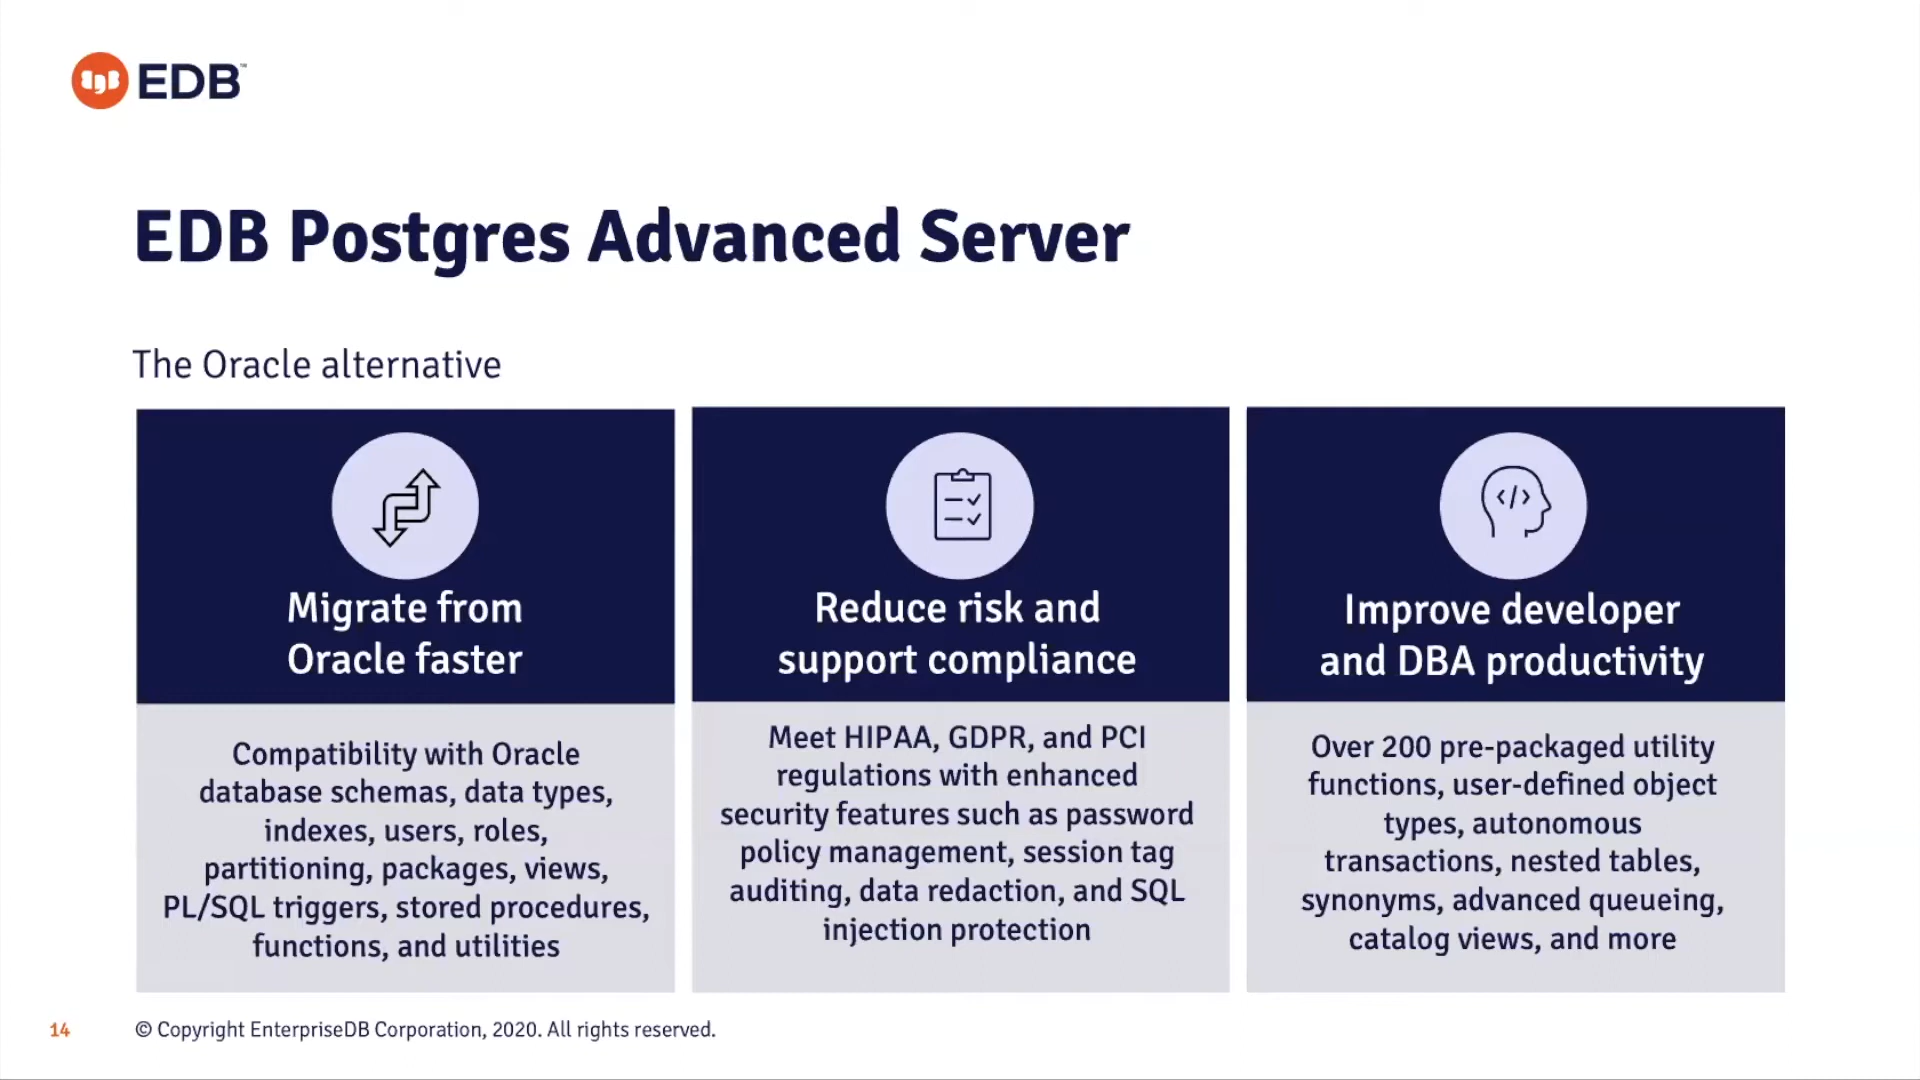 EDB™
EDB Postgres Advanced Server
The Oracle alternative
Migrate from
Oracle faster
Compatibility with Oracle
database schemas, data types,
indexes, users, roles,
partitioning, packages, views,
PL/SQL triggers, stored procedures,
functions, and utilities
Reduce risk and
support compliance
Meet HIPAA, GDPR, and PCI
regulations with enhanced
security features such as password
policy management, session tag
auditing, data redaction, and SQL
injection protection
</>
Improve developer
and DBA productivity
Over 200 pre-packaged utility
functions, user-defined object
types, autonomous
transactions, nested tables,
synonyms, advanced queueing,
catalog views, and more
14
© Copyright EnterpriseDB Corporation, 2020. All rights reserved.